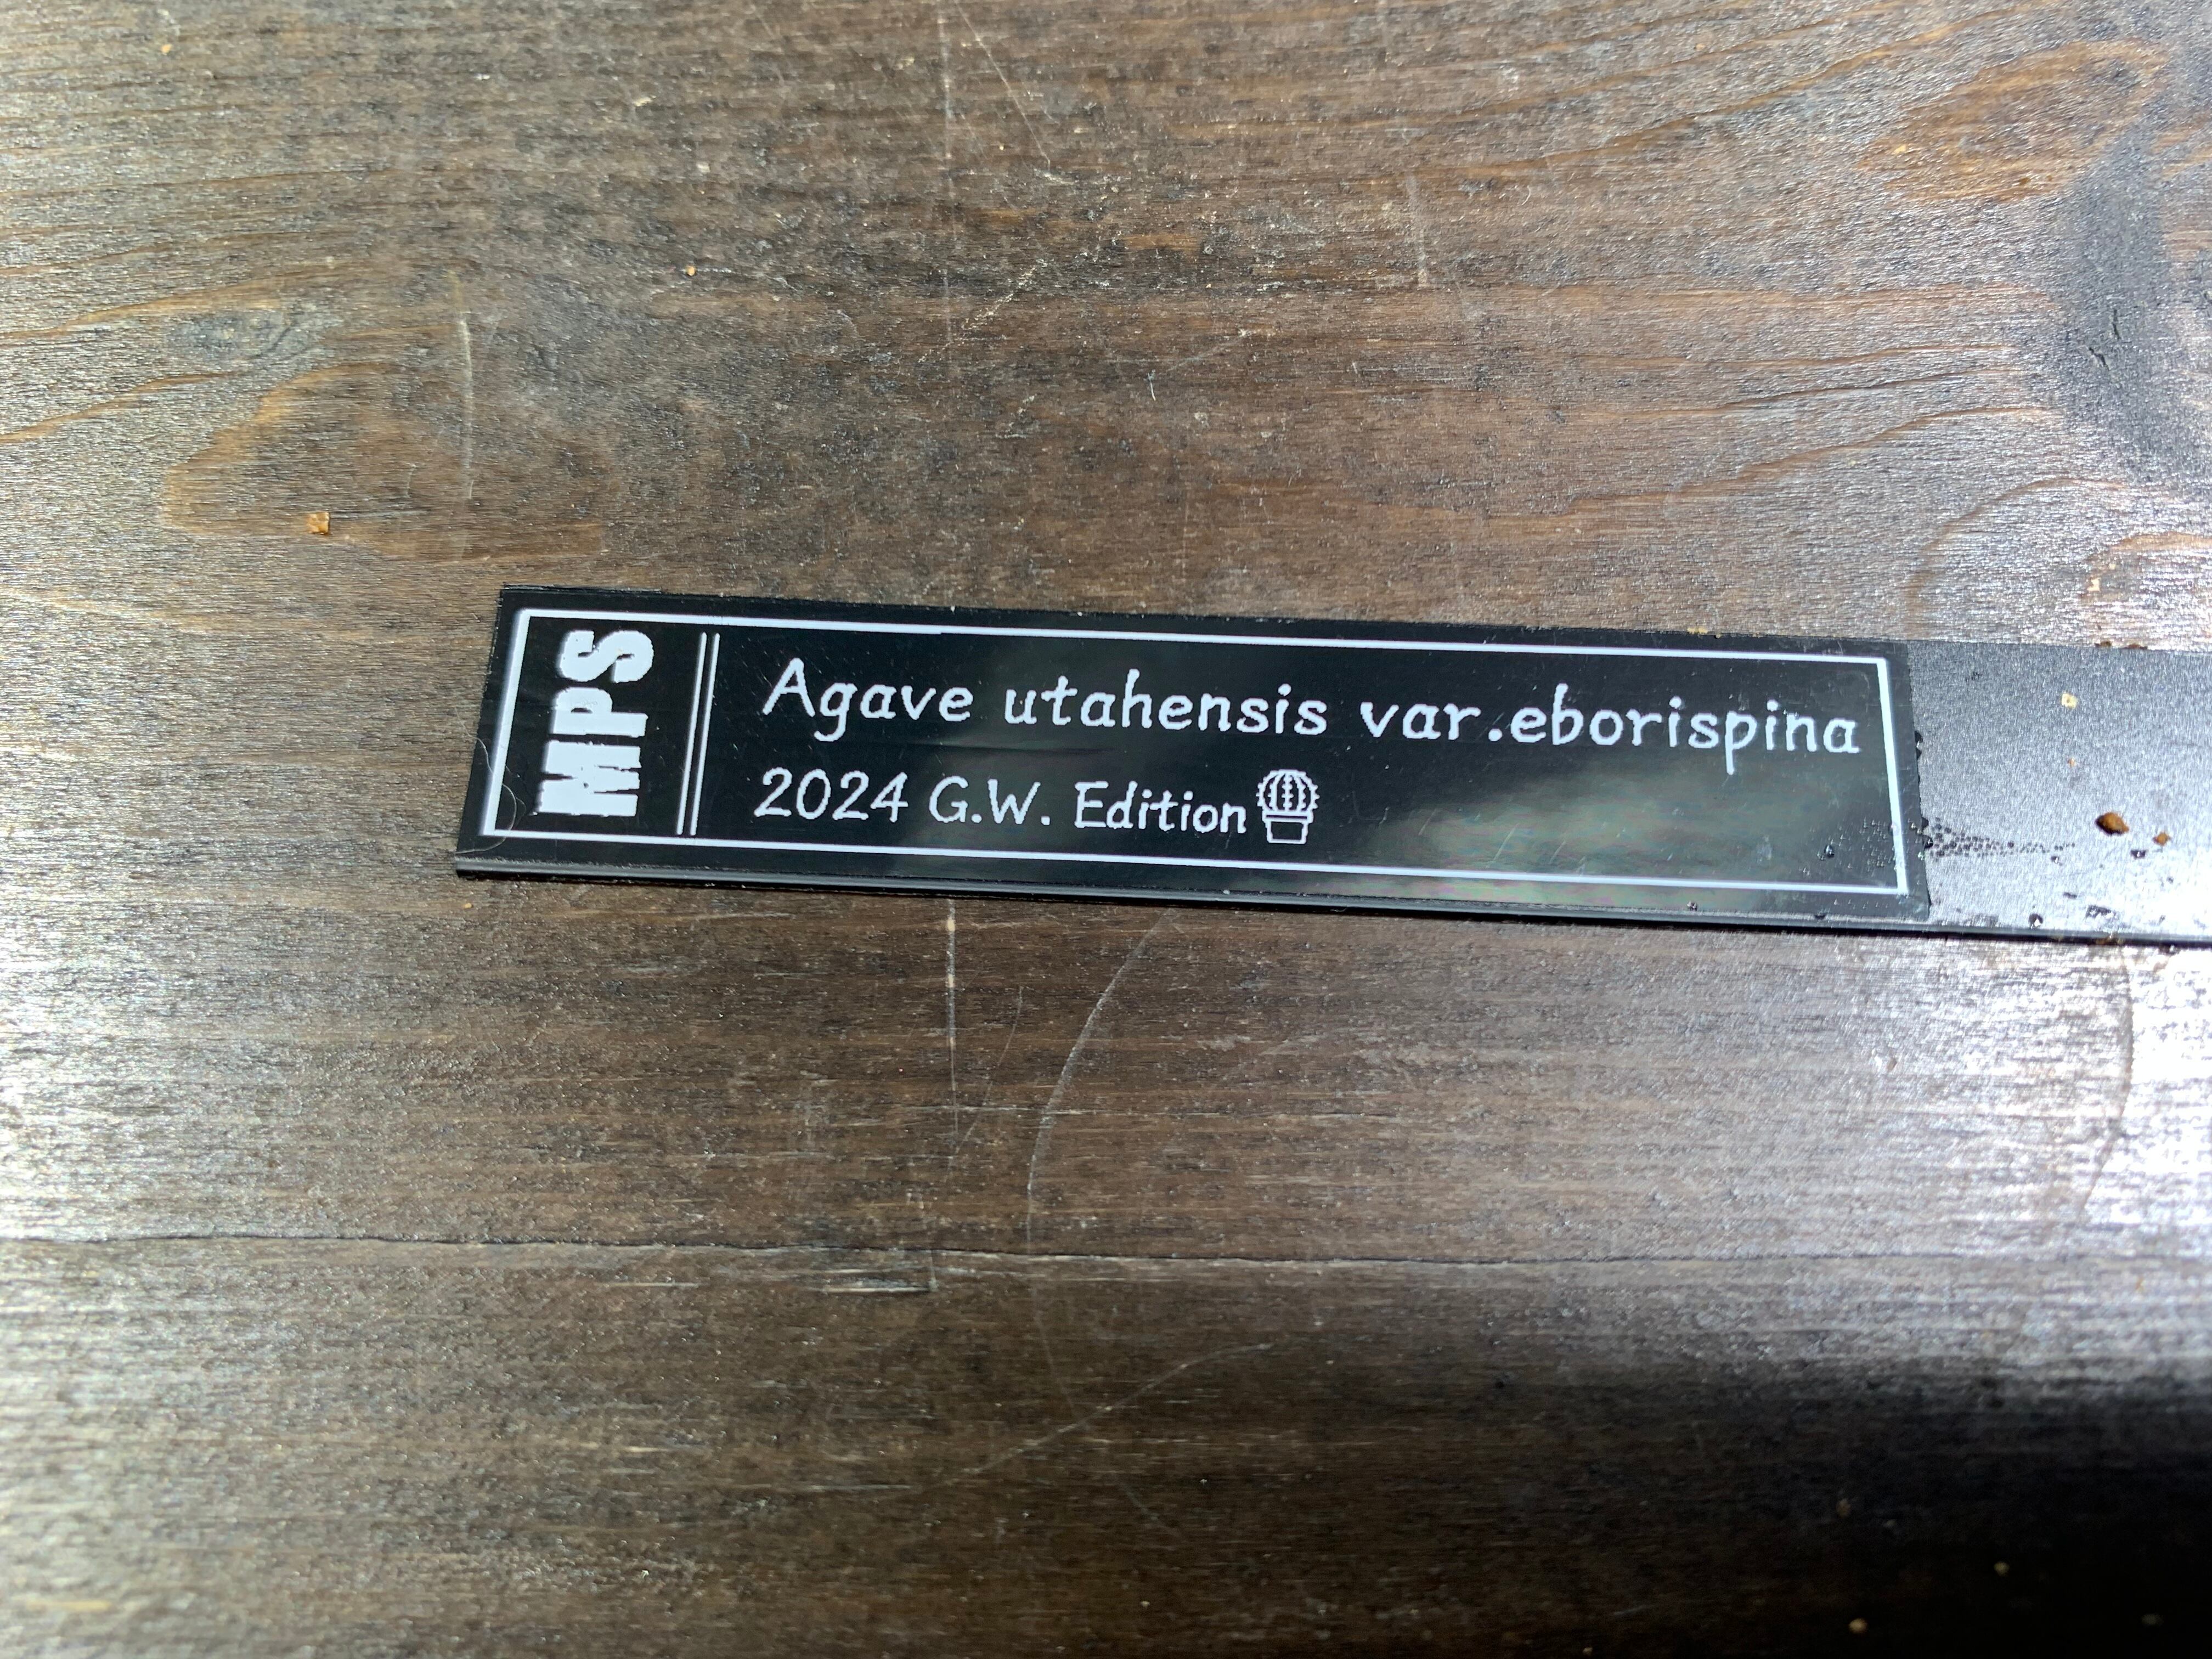 MPS
Agave utahensis var.eborispina
2024 G.W. Edition